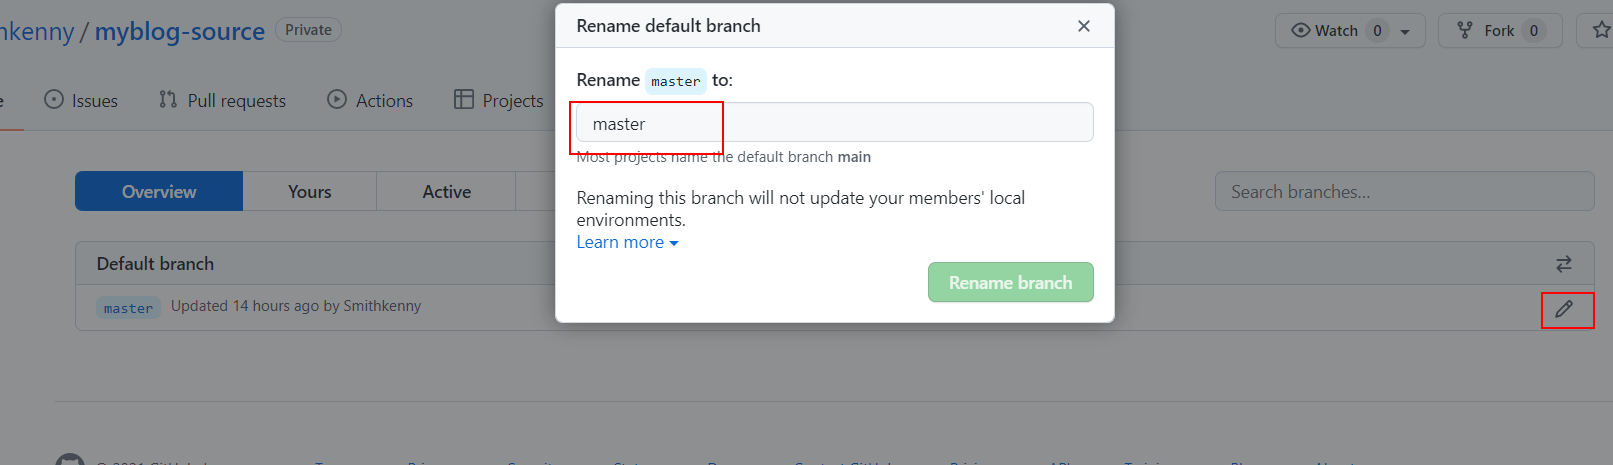 nkenny / myblog-source Private
Watch 0
Fork 0
Issues
Pull requests
Actions
Projects
Rename default branch
Rename master to:
master
Most projects name the default branch main
Renaming this branch will not update your members' local
environments.
Learn more
Rename branch
Overview
Yours
Active
Search branches...
Default branch
master Updated 14 hours ago by Smithkenny